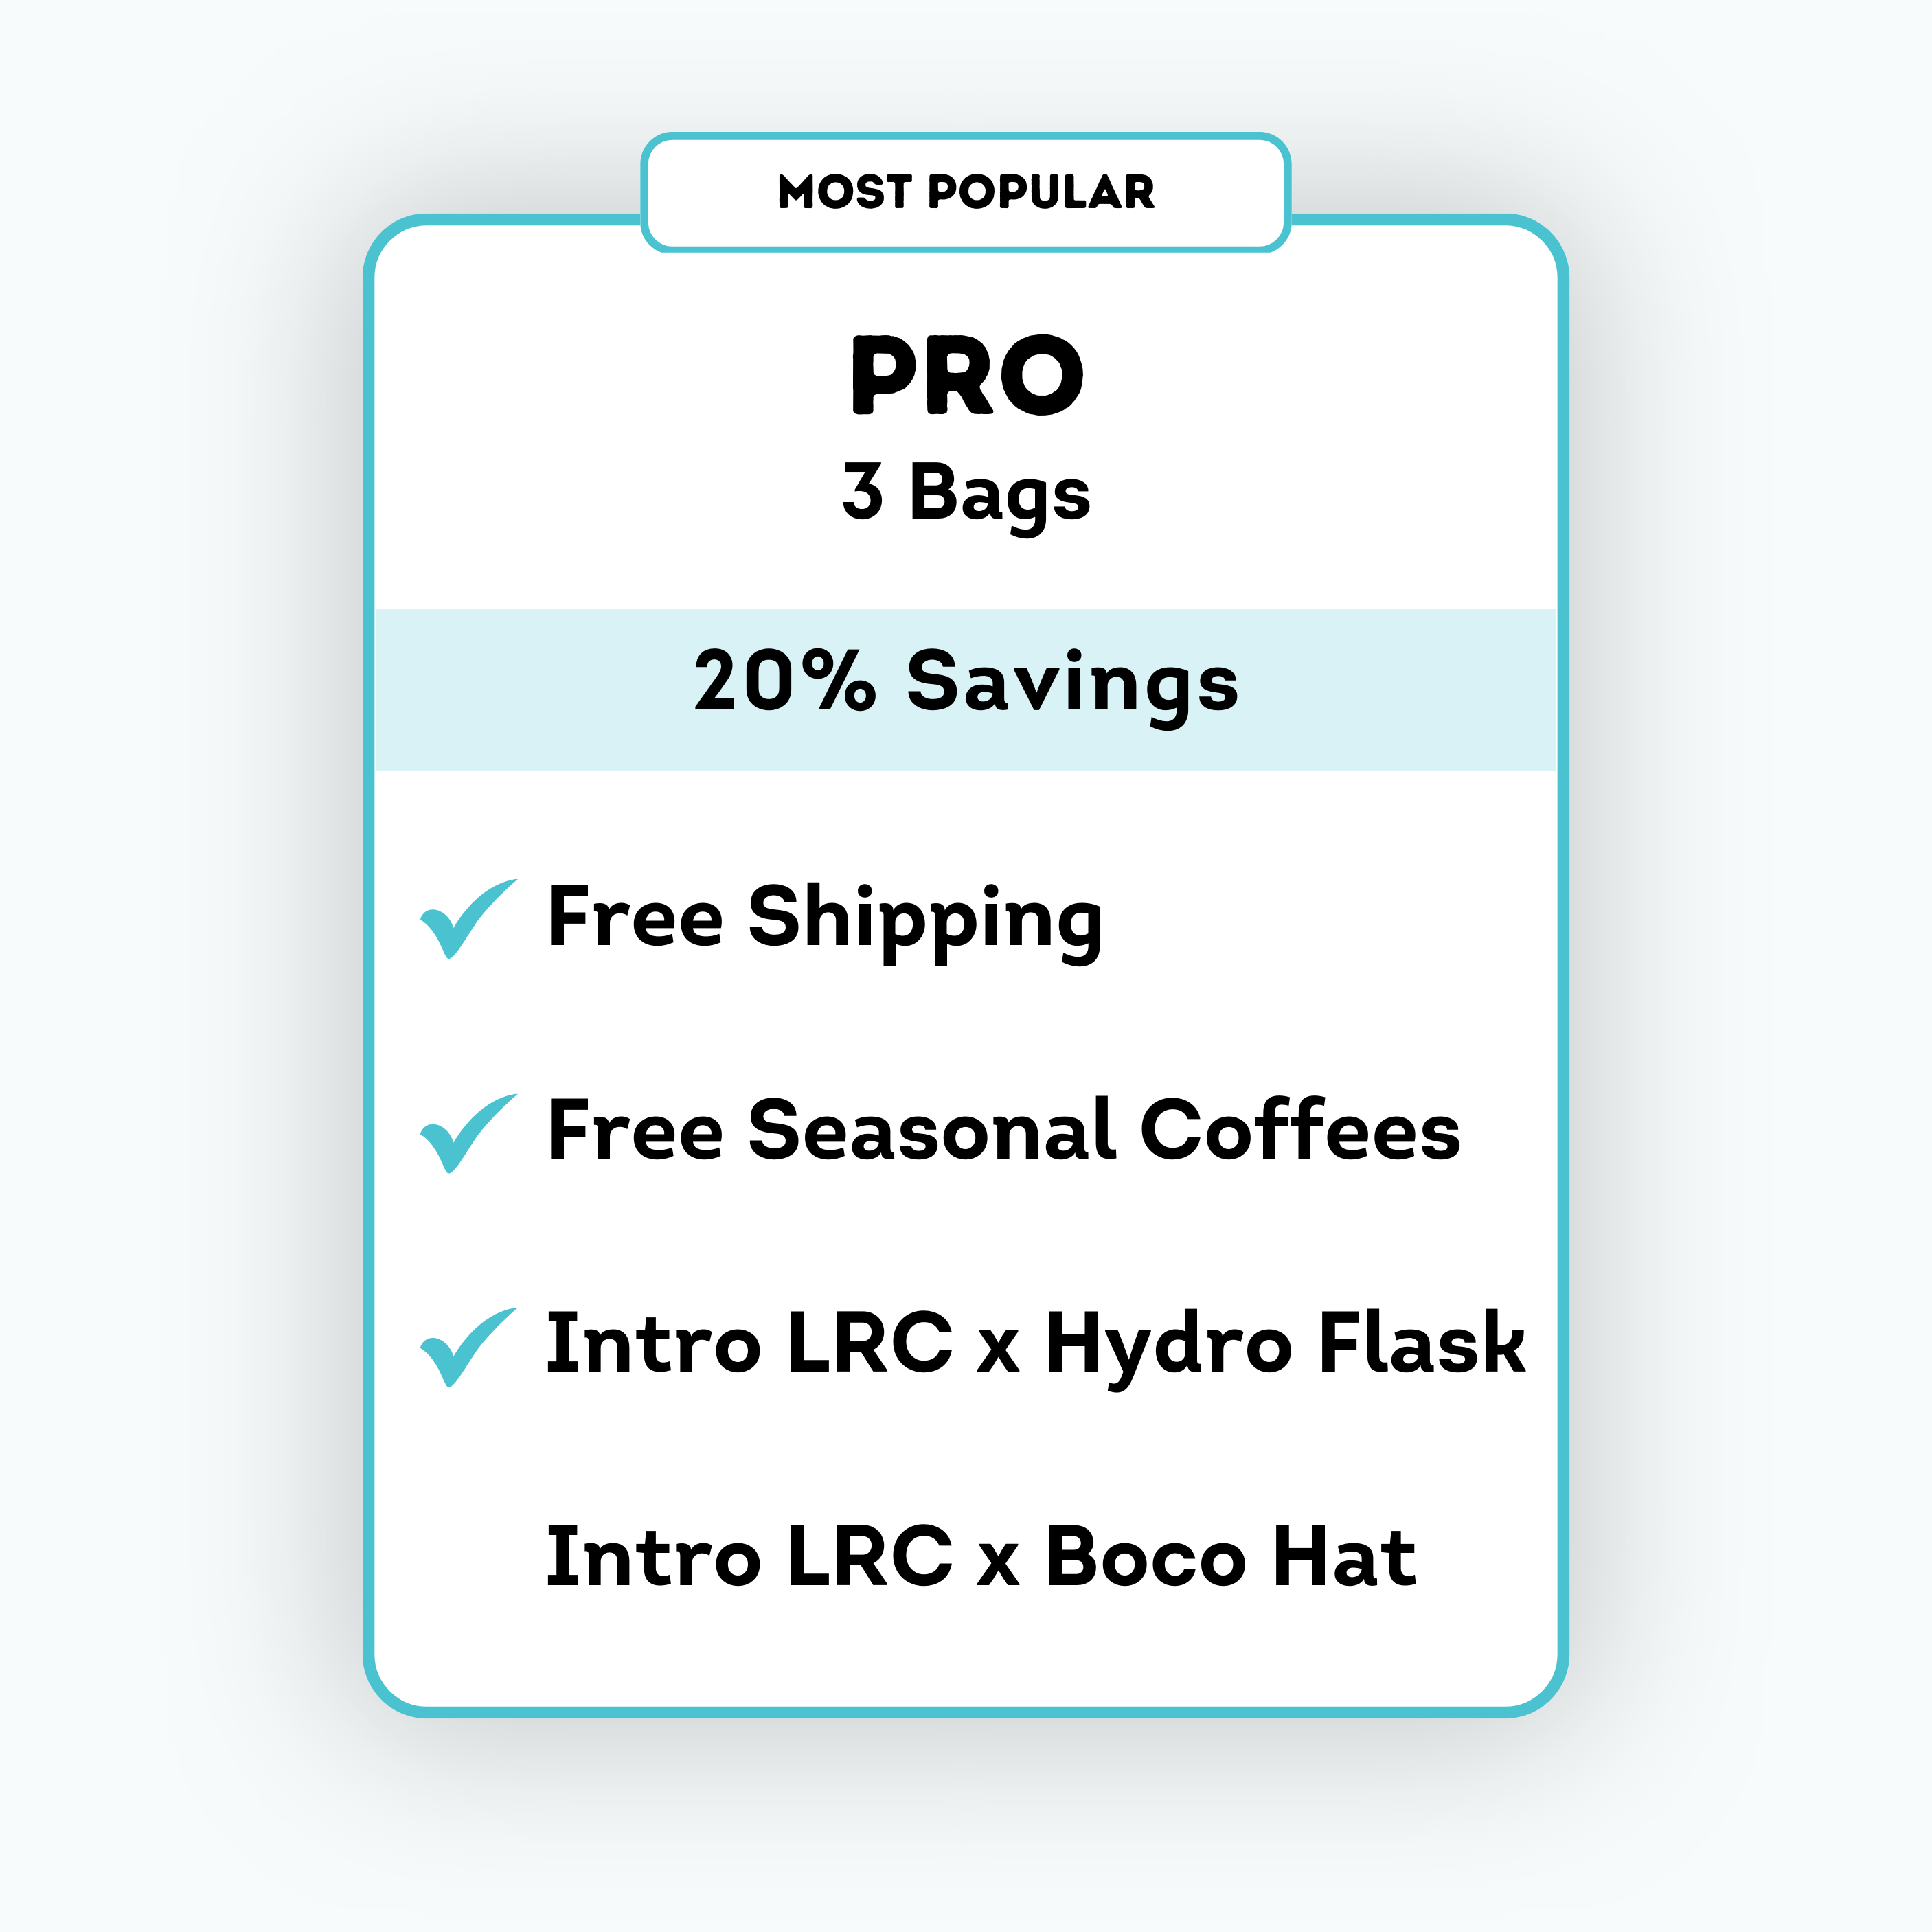 MOST POPULAR
PRO
3 Bags
20% Savings
Free Shipping
Free Seasonal Coffees
Intro LRC x Hydro Flask
Intro LRC x Boco Hat